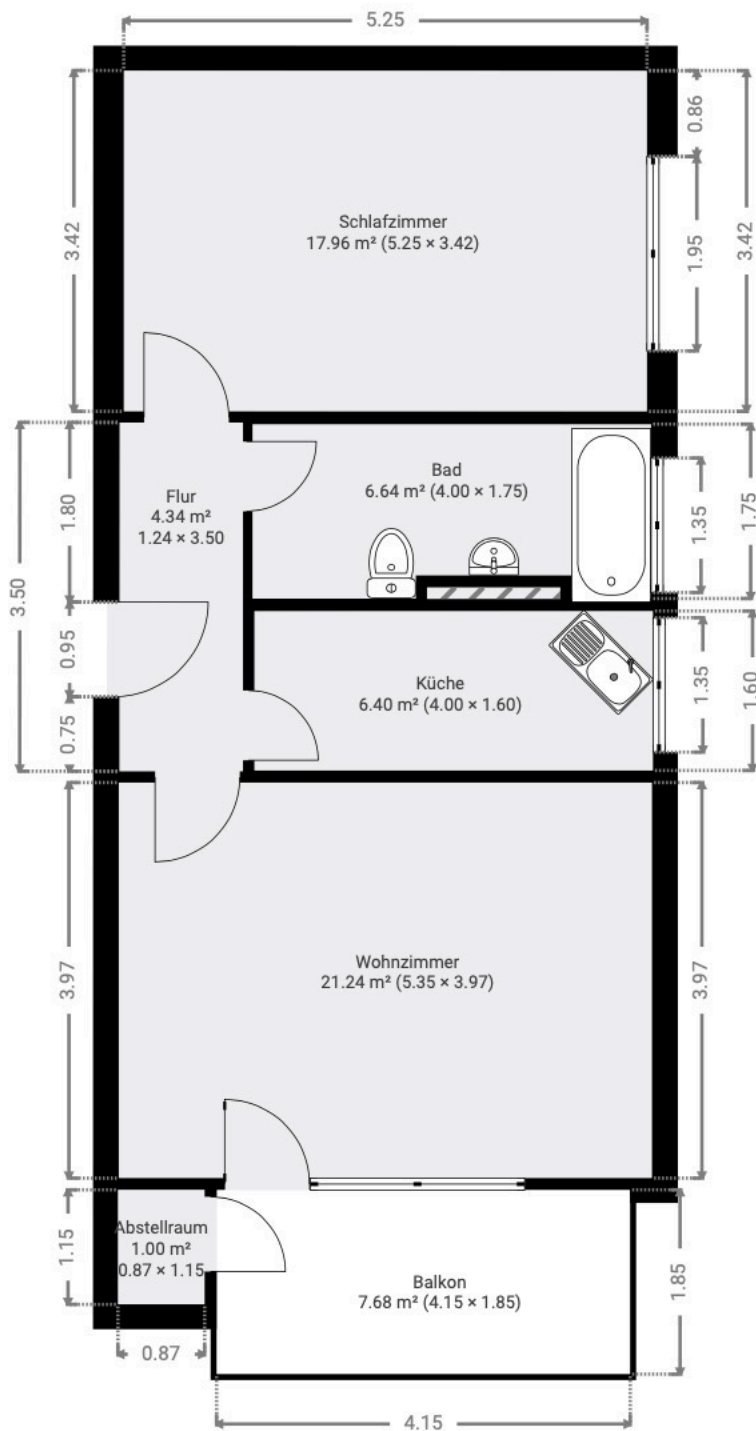 5.25
3.42
0.86
1.95
3.42
Schlafzimmer
17.96 m² (5.25 × 3.42)
3.50
1.80
0.95
0.75
Flur
4.34 m²
1.24 × 3.50
Bad
6.64 m² (4.00 × 1.75)
1.35
1.75
Küche
6.40 m² (4.00 × 1.60)
1.35
1.60
3.97
Wohnzimmer
21.24 m² (5.35 × 3.97)
3.97
1.15
Abstellraum
1.00 m²
0.87 × 1.15
Balkon
7.68 m² (4.15 × 1.85)
1.85
0.87
4.15